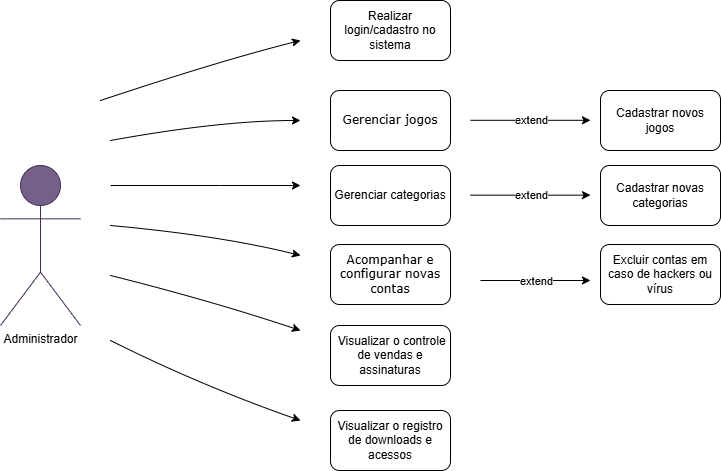 Realizar
login/cadastro no
sistema
Gerenciar jogos
extend
Cadastrar novos
jogos
Gerenciar categorias
extend
Cadastrar novas
categorias
Acompanhar e
configurar novas
contas
extend
Excluir contas em
caso de hackers ou
vírus
Administrador
Visualizar o controle
de vendas e
assinaturas
Visualizar o registro
de downloads e
acessos